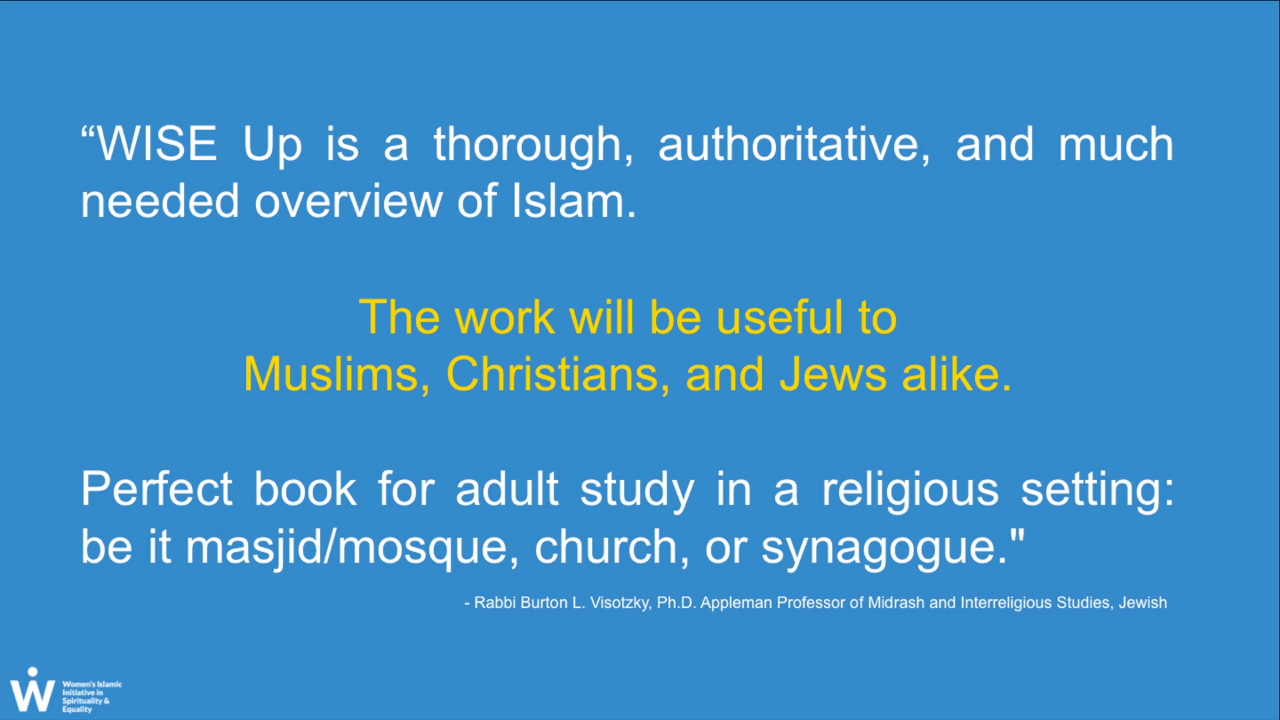 “WISE Up is a thorough, authoritative, and much
needed overview of Islam.
The work will be useful to
Muslims, Christians, and Jews alike.
Perfect book for adult study in a religious setting:
be it masjid/mosque, church, or synagogue."
- Rabbi Burton L. Visotzky, Ph.D. Appleman Professor of Midrash and Interreligious Studies, Jewish
W
Women's Islamic
Initiative in
Spirituality &
Equality